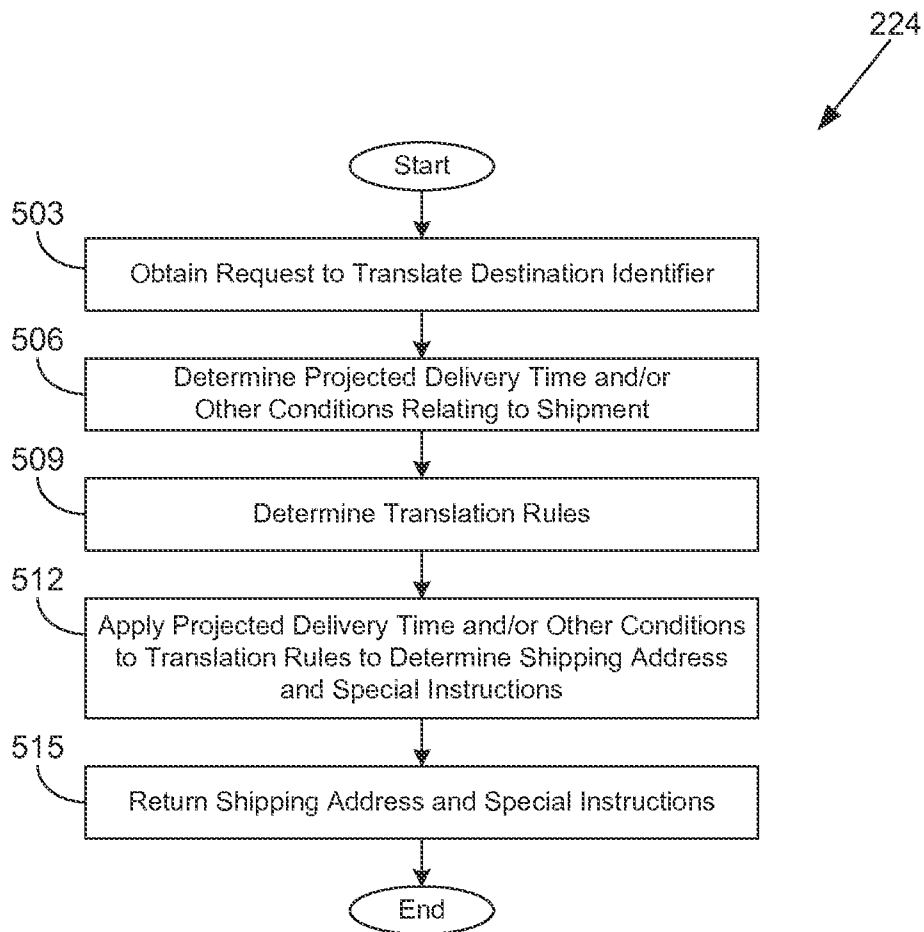 224
Start
503
Obtain Request to Translate Destination Identifier
506
Determine Projected Delivery Time and/or
Other Conditions Relating to Shipment
509
Determine Translation Rules
512
Apply Projected Delivery Time and/or Other Conditions
to Translation Rules to Determine Shipping Address
and Special Instructions
515
Return Shipping Address and Special Instructions
End